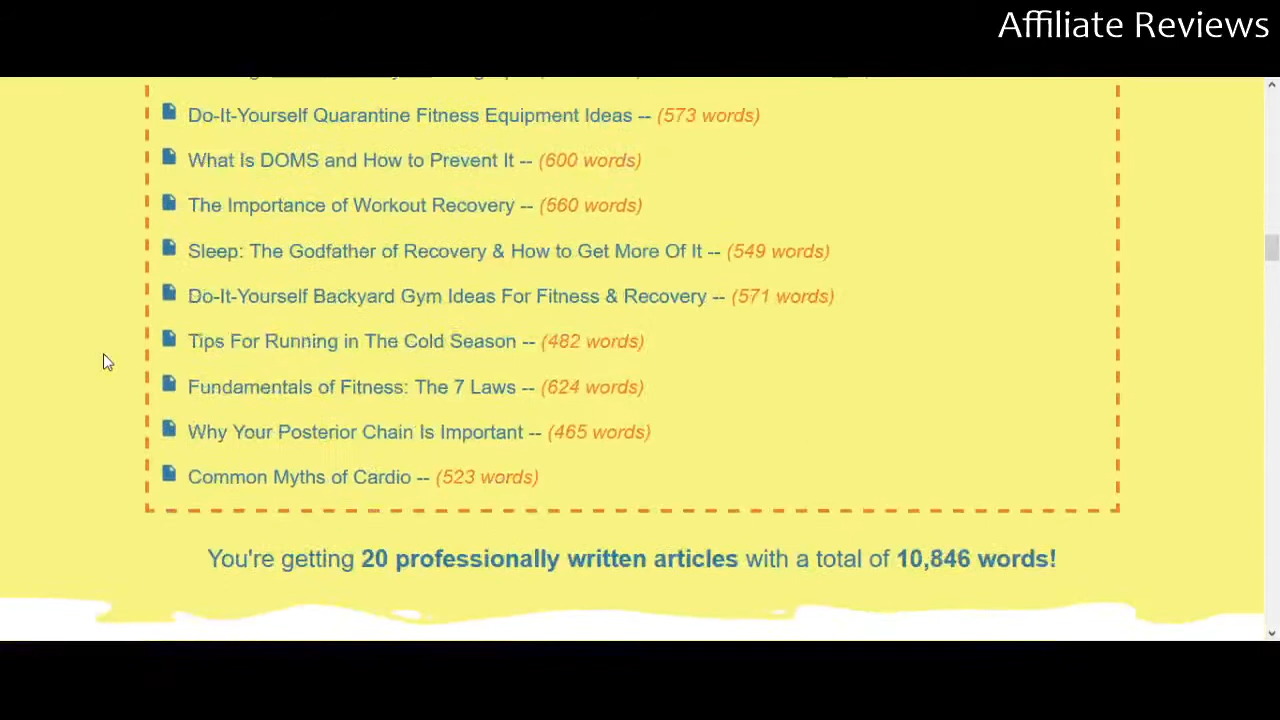 Affiliate Reviews
Do-It-Yourself Quarantine Fitness Equipment Ideas -- (573 words)
What Is DOMS and How to Prevent It -- (600 words)
The Importance of Workout Recovery -- (560 words)
Sleep: The Godfather of Recovery & How to Get More Of It -- (549 words)
Do-It-Yourself Backyard Gym Ideas For Fitness & Recovery -- (571 words)
Tips For Running in The Cold Season -- (482 words)
Fundamentals of Fitness: The 7 Laws -- (624 words)
Why Your Posterior Chain Is Important -- (465 words)
Common Myths of Cardio -- (523 words)
You're getting 20 professionally written articles with a total of 10,846 words!